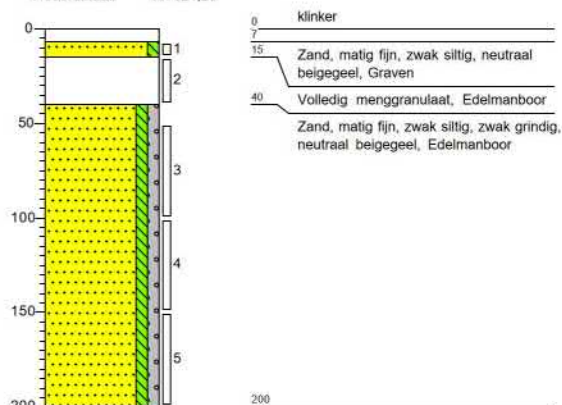 0
klinker
0
7
15
Zand, matig fijn, zwak siltig, neutraal
beigegeel, Graven
1
2
40
Volledig menggranulaat, Edelmanboor
50
Zand, matig fijn, zwak siltig, zwak grindig,
neutraal beigegeel, Edelmanboor
3
100
4
150
5
200
200